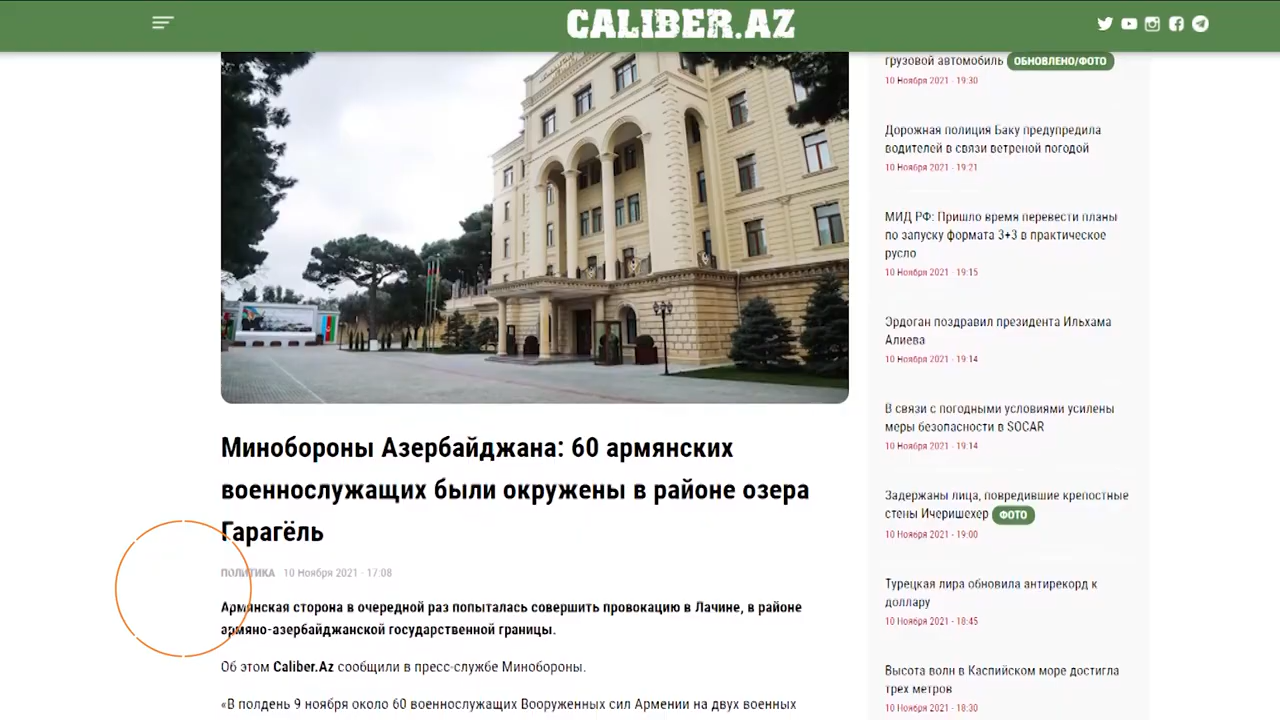 CALIBER.AZ
Минобороны Азербайджана: 60 армянских
военнослужащих были окружены в районе озера
Гарагёль
ПОЛИТИКА 10 Ноября 2021 - 17:08
Армянская сторона в очередной раз попыталась совершить провокацию в Лачине, в районе
армяно-азербайджанской государственной границы.
Об этом Caliber.Az сообщили в пресс-службе Минобороны.
«В полдень 9 ноября около 60 военнослужащих Вооруженных сил Армении на двух военных
грузовой автомобиль ОБНОВЛЕНО/ФОТО
10 Ноября 2021 - 19:30
Дорожная полиция Баку предупредила
водителей в связи ветреной погодой
10 Ноября 2021 - 19:21
МИД РФ: Пришло время перевести планы
по запуску формата 3+3 в практическое
русло
10 Ноября 2021 - 19:15
Эрдоган поздравил президента Ильхама
Алиева
10 Ноября 2021 - 19:14
В связи с погодными условиями усилены
меры безопасности в SOCAR
10 Ноября 2021 - 19:14
Задержаны лица, повредившие крепостные
стены Ичеришехер ФОТО
10 Ноября 2021 - 19:00
Турецкая лира обновила антирекорд к
доллару
10 Ноября 2021 - 18:45
Высота волн в Каспийском море достигла
трех метров
10 Ноября 2021 - 18:30